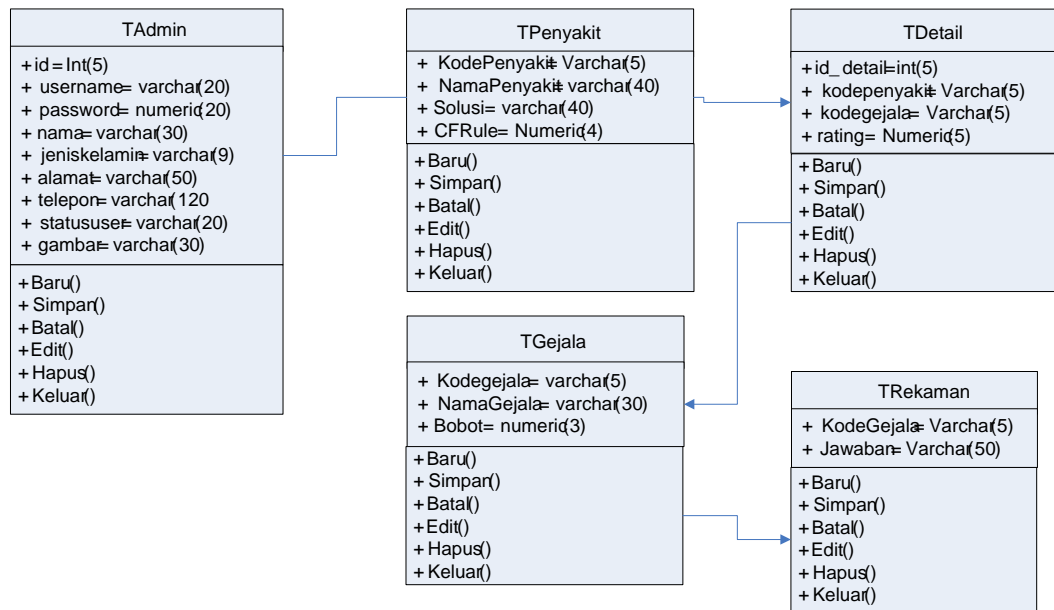 TAdmin
+id=Int(5)
+ username= varchar(20)
+ password= numeric(20)
+ nama= varchar(30)
+ jeniskelamin= varchar(9)
+ alamat= varchar(50)
+ telepon= varchar(120
+ statususer= varchar(20)
+ gambar= varchar(30)
+Baru()
+Simpan()
+Batal()
+Edit()
+Hapus()
+Keluar()
TPenyakit
+ KodePenyakit= Varchar(5)
+ NamaPenyakit= varchar(40)
+ Solusi= varchar(40)
+ CFRule= Numeric(4)
+Baru()
+Simpan()
+Batal()
+Edit()
+Hapus()
+Keluar()
TDetail
+id_detail=int(5)
+ kodepenyakit= Varchar(5)
+ kodegejala= Varchar(5)
+ rating= Numeric(5)
+Baru()
+Simpan()
+Batal()
+Edit()
+Hapus()
+Keluar()
TGejala
+ Kodegejala= varchar(5)
+ NamaGejala= varchar(30)
+ Bobot= numeric(3)
+Baru()
+Simpan()
+Batal()
+Edit()
+Hapus()
+Keluar()
TRekaman
+ KodeGejala= Varchar(5)
+ Jawaban= Varchar(50)
+Baru()
+Simpan()
+Batal()
+Edit()
+Hapus()
+Keluar()